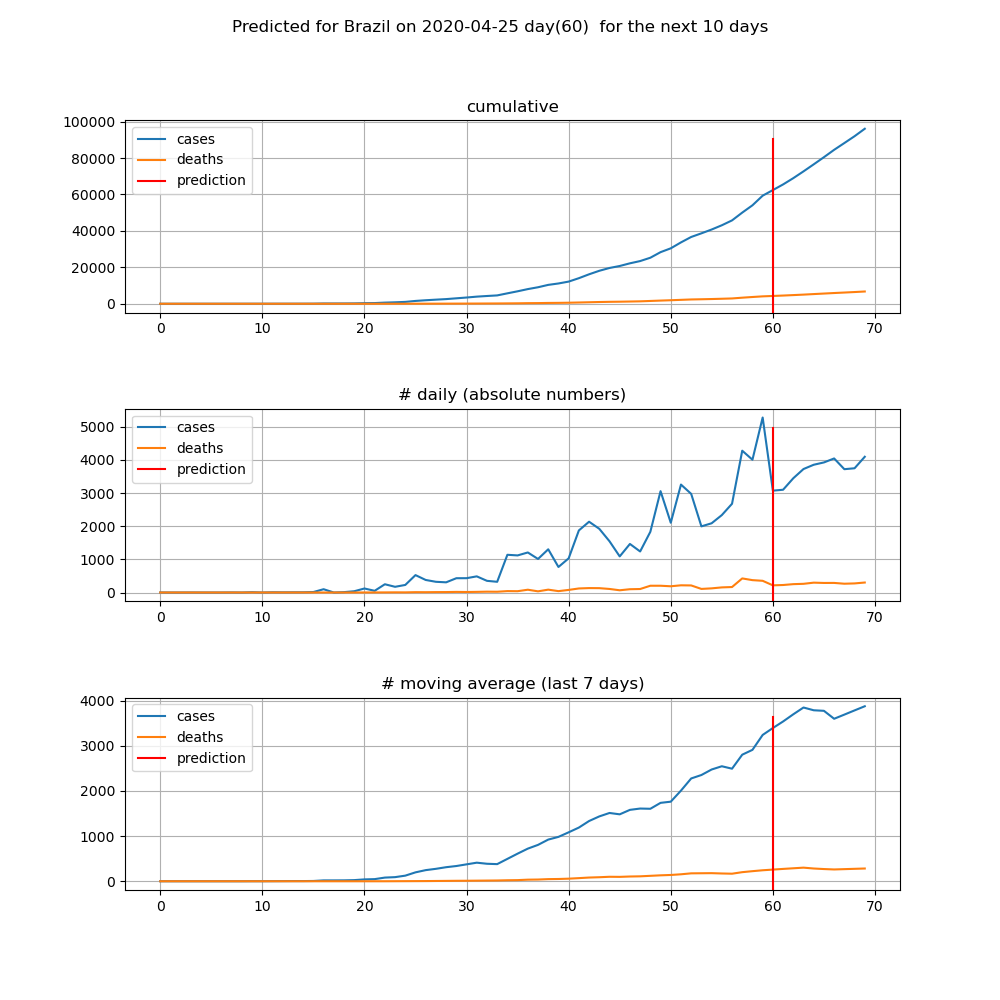 Predicted for Brazil on 2020-04-25 day(60)  for the next 10 days
cumulative
100000
80000
60000
40000
20000
0
cases
deaths
prediction
0 10 20 30 40 50 60 70
# daily (absolute numbers)
5000
4000
3000
2000
1000
0
cases
deaths
prediction
0 10 20 30 40 50 60 70
# moving average (last 7 days)
4000
3000
2000
1000
0
cases
deaths
prediction
0 10 20 30 40 50 60 70